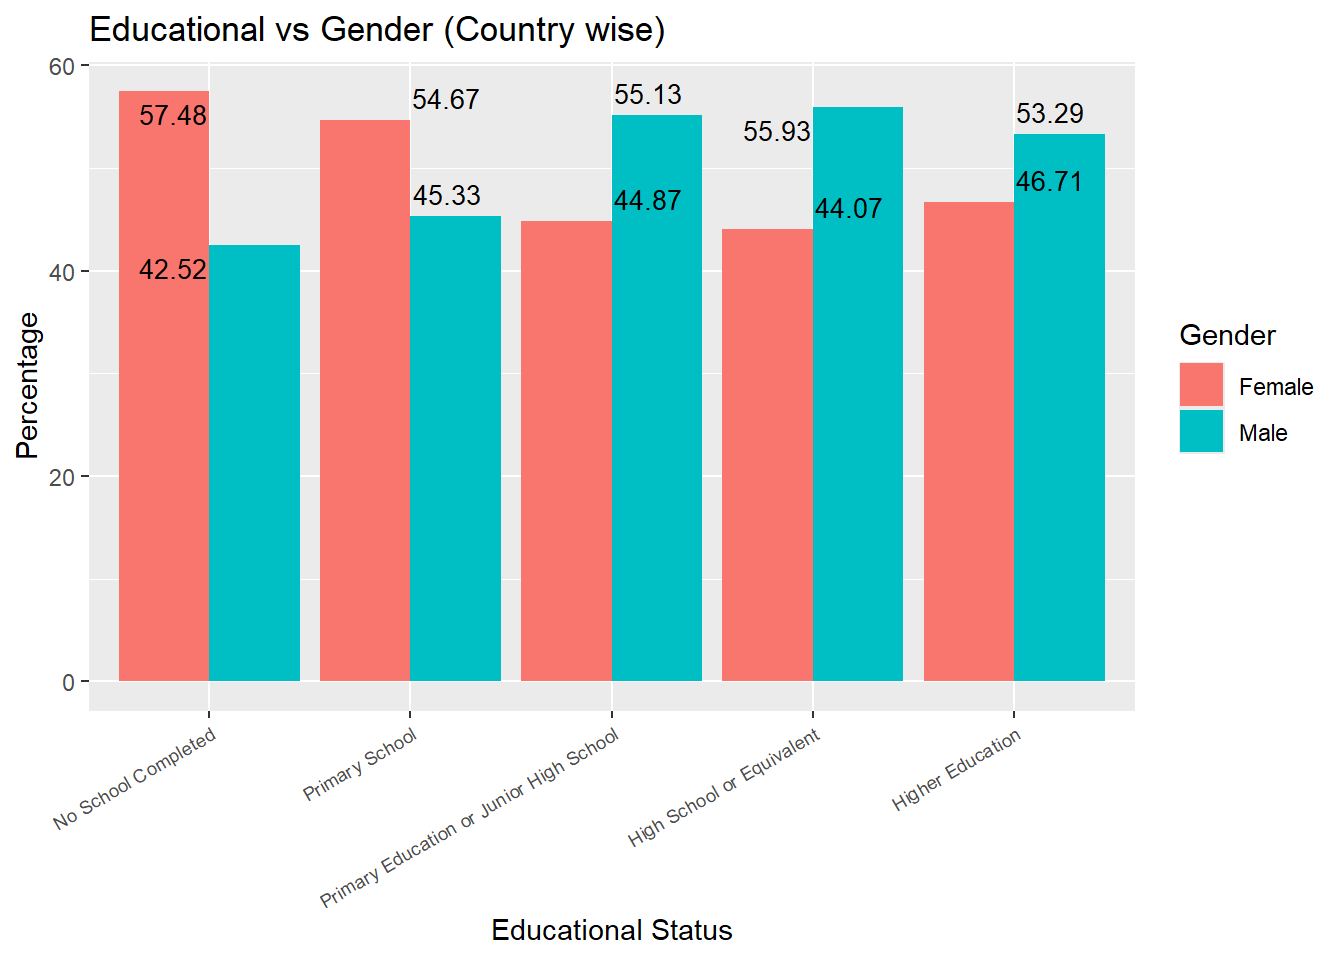 Educational vs Gender (Country wise)
Percentage
60
40
20
0
57.48
42.52
54.67
45.33
55.13
44.87
55.93
44.07
53.29
46.71
No School Completed
Primary School
Primary Education or Junior High School
High School or Equivalent
Higher Education
Educational Status
Gender
Female
Male